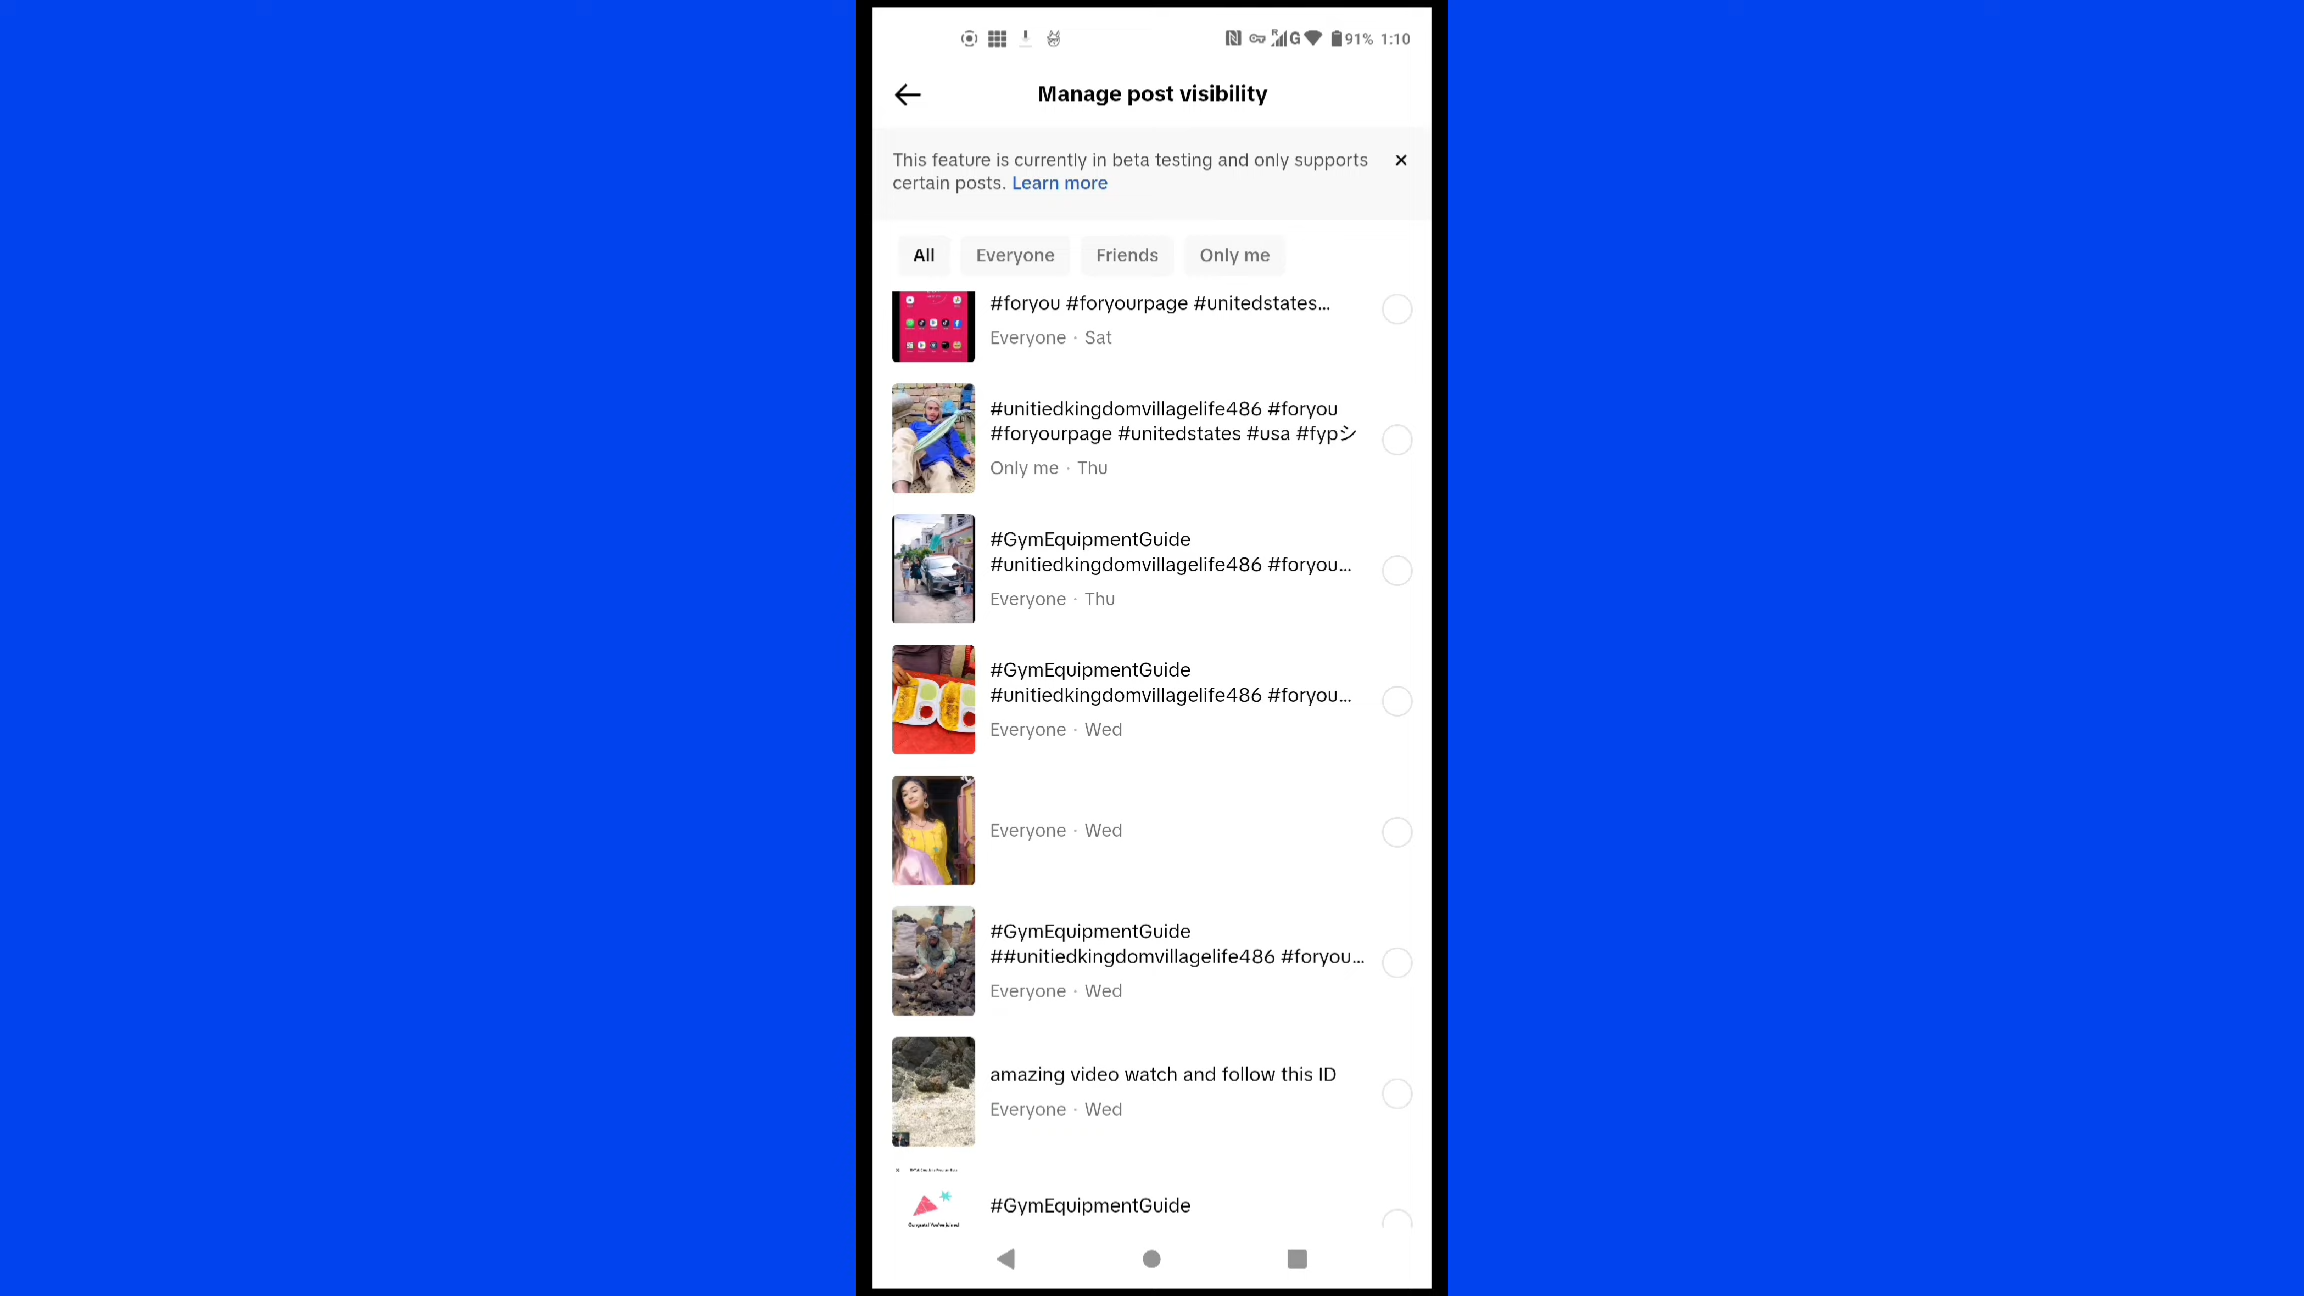 R G 91% 1:10
Manage post visibility
This feature is currently in beta testing and only supports
certain posts. Learn more
All Everyone Friends Only me
#foryou #foryourpage #unitedstates...
Everyone · Sat
#unitiedkingdomvillagelife486 #foryou
#foryourpage #unitedstates #usa #fypシ
Only me · Thu
#GymEquipmentGuide
#unitiedkingdomvillagelife486 #foryou...
Everyone · Thu
#GymEquipmentGuide
#unitiedkingdomvillagelife486 #foryou...
Everyone · Wed
Everyone · Wed
#GymEquipmentGuide
##unitiedkingdomvillagelife486 #foryou...
Everyone · Wed
amazing video watch and follow this ID
Everyone · Wed
#GymEquipmentGuide